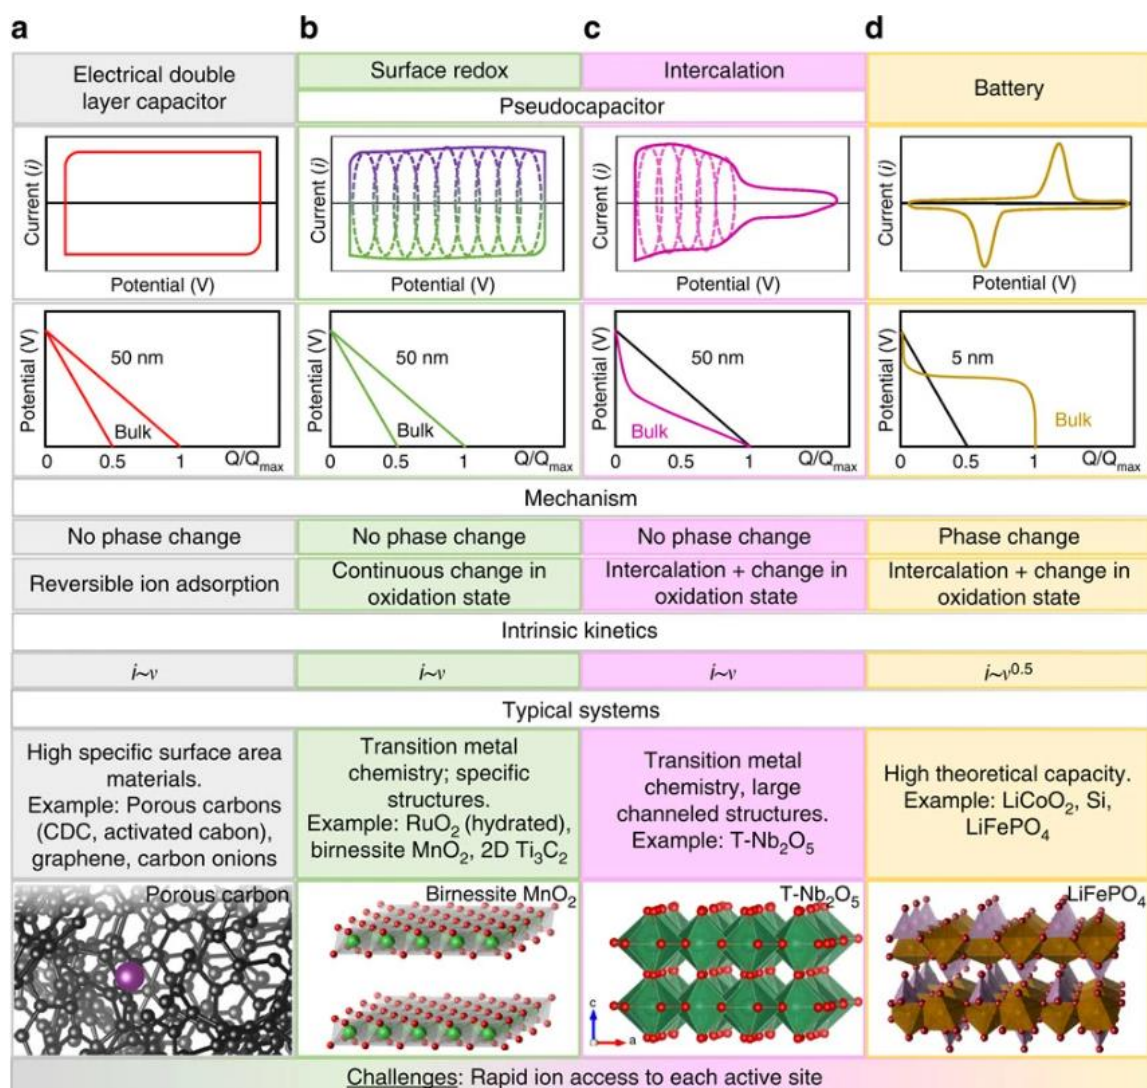 a
b
c
d
Electrical double
layer capacitor
Surface redox
Intercalation
Pseudocapacitor
Battery
Current (i)
Potential (V)
Current (i)
Potential (V)
Current (i)
Potential (V)
Current (i)
Potential (V)
Potential (V)
50 nm
Bulk
0 0.5 1 Q/Qmax
Potential (V)
50 nm
Bulk
0 0.5 1 Q/Qmax
Potential (V)
50 nm
Bulk
0 0.5 1 Q/Qmax
Potential (V)
5 nm
Bulk
0 0.5 1 Q/Qmax
Mechanism
No phase change
No phase change
No phase change
Phase change
Reversible ion adsorption
Continuous change in
oxidation state
Intercalation + change in
oxidation state
Intercalation + change in
oxidation state
Intrinsic kinetics
i~v
i~v
i~v
i~v0.5
Typical systems
High specific surface area
materials.
Example: Porous carbons
(CDC, activated cabon),
graphene, carbon onions
Transition metal
chemistry; specific
structures.
Example: RuO2 (hydrated),
birnessite MnO2, 2D Ti3C2
Transition metal
chemistry, large
channeled structures.
Example: T-Nb2O5
High theoretical capacity.
Example: LiCoO2, Si,
LiFePO4
Porous carbon
Birnessite MnO2
T-Nb2O5
c
a
LiFePO4
Challenges: Rapid ion access to each active site